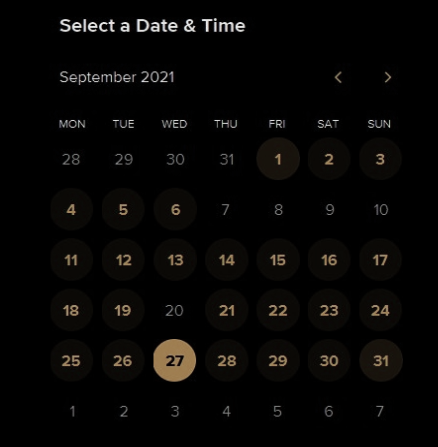 Select a Date & Time
September 2021
MON TUE WED THU FRI SAT SUN
28 29 30 31 1 2 3
4 5 6 7 8 9 10
11 12 13 14 15 16 17
18 19 20 21 22 23 24
25 26 27 28 29 30 31
1 2 3 4 5 6 7